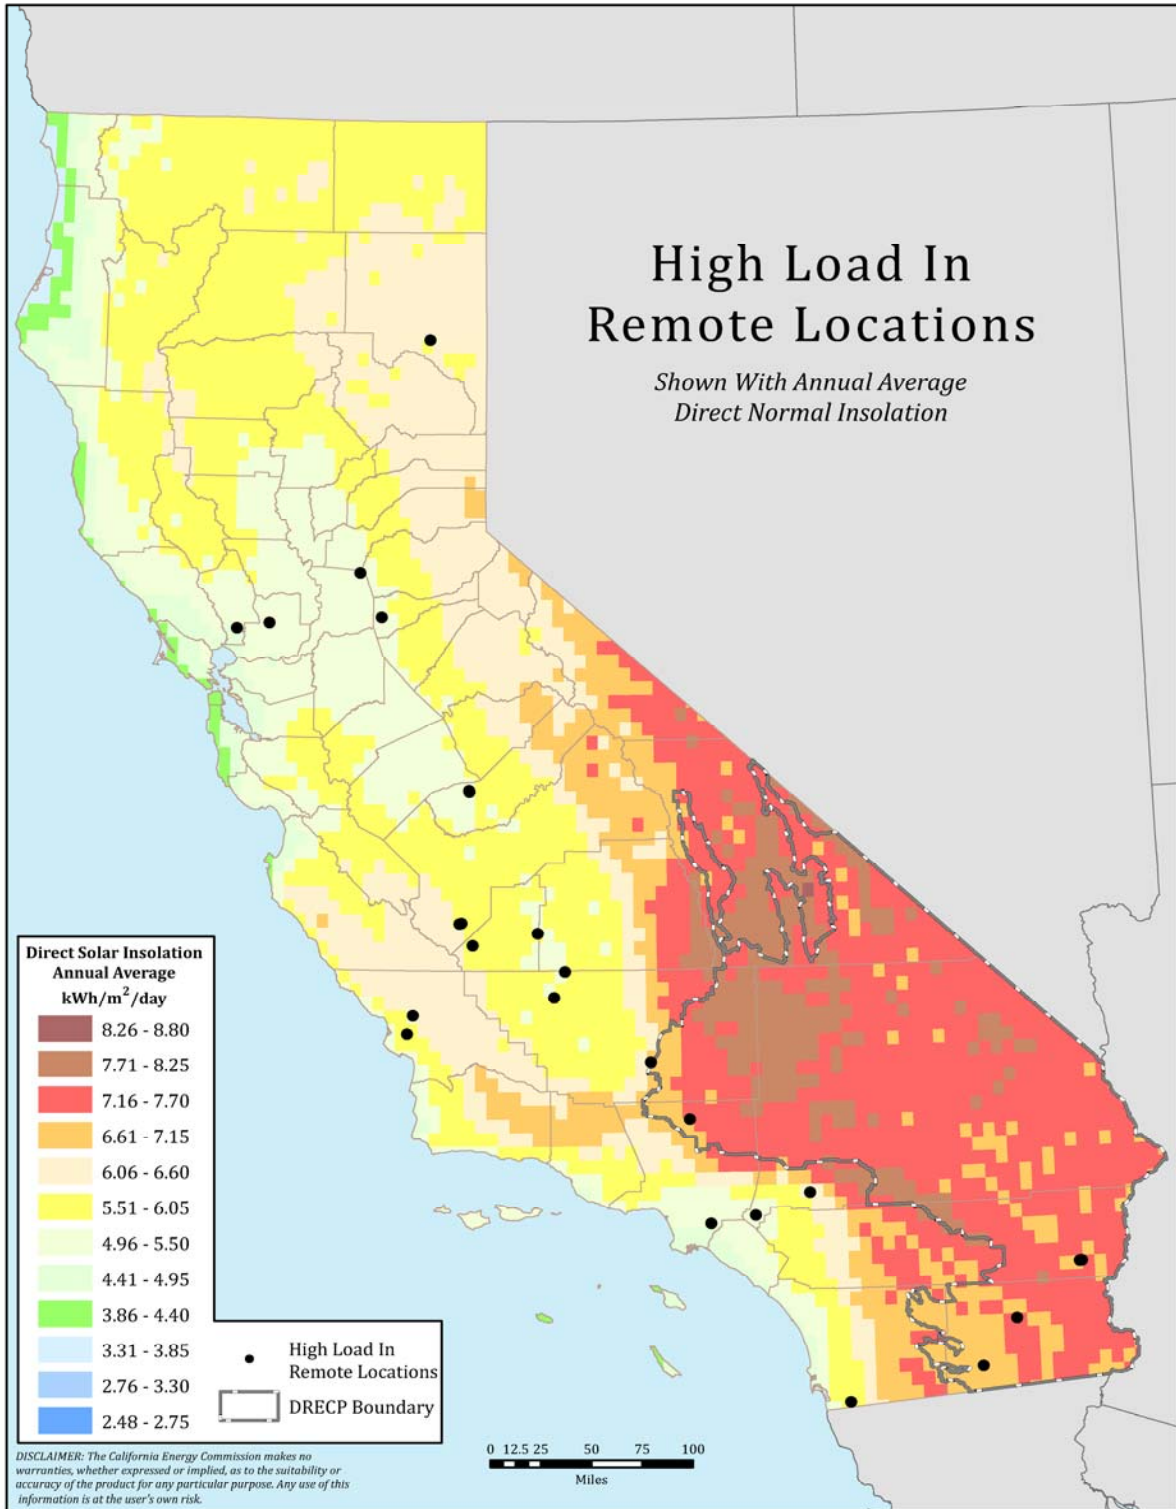 High Load In
Remote Locations
Shown With Annual Average
Direct Normal Insolation
Direct Solar Insolation
Annual Average
kWh/m²/day
8.26 - 8.80
7.71 - 8.25
7.16 - 7.70
6.61 - 7.15
6.06 - 6.60
5.51 - 6.05
4.96 - 5.50
4.41 - 4.95
3.86 - 4.40
3.31 - 3.85
2.76 - 3.30
2.48 - 2.75
High Load In
Remote Locations
DRECP Boundary
0 12.5 25 50 75 100
Miles
DISCLAIMER: The California Energy Commission makes no
warranties, whether expressed or implied, as to the suitability or
accuracy of the product for any particular purpose. Any use of this
information is at the user's own risk.